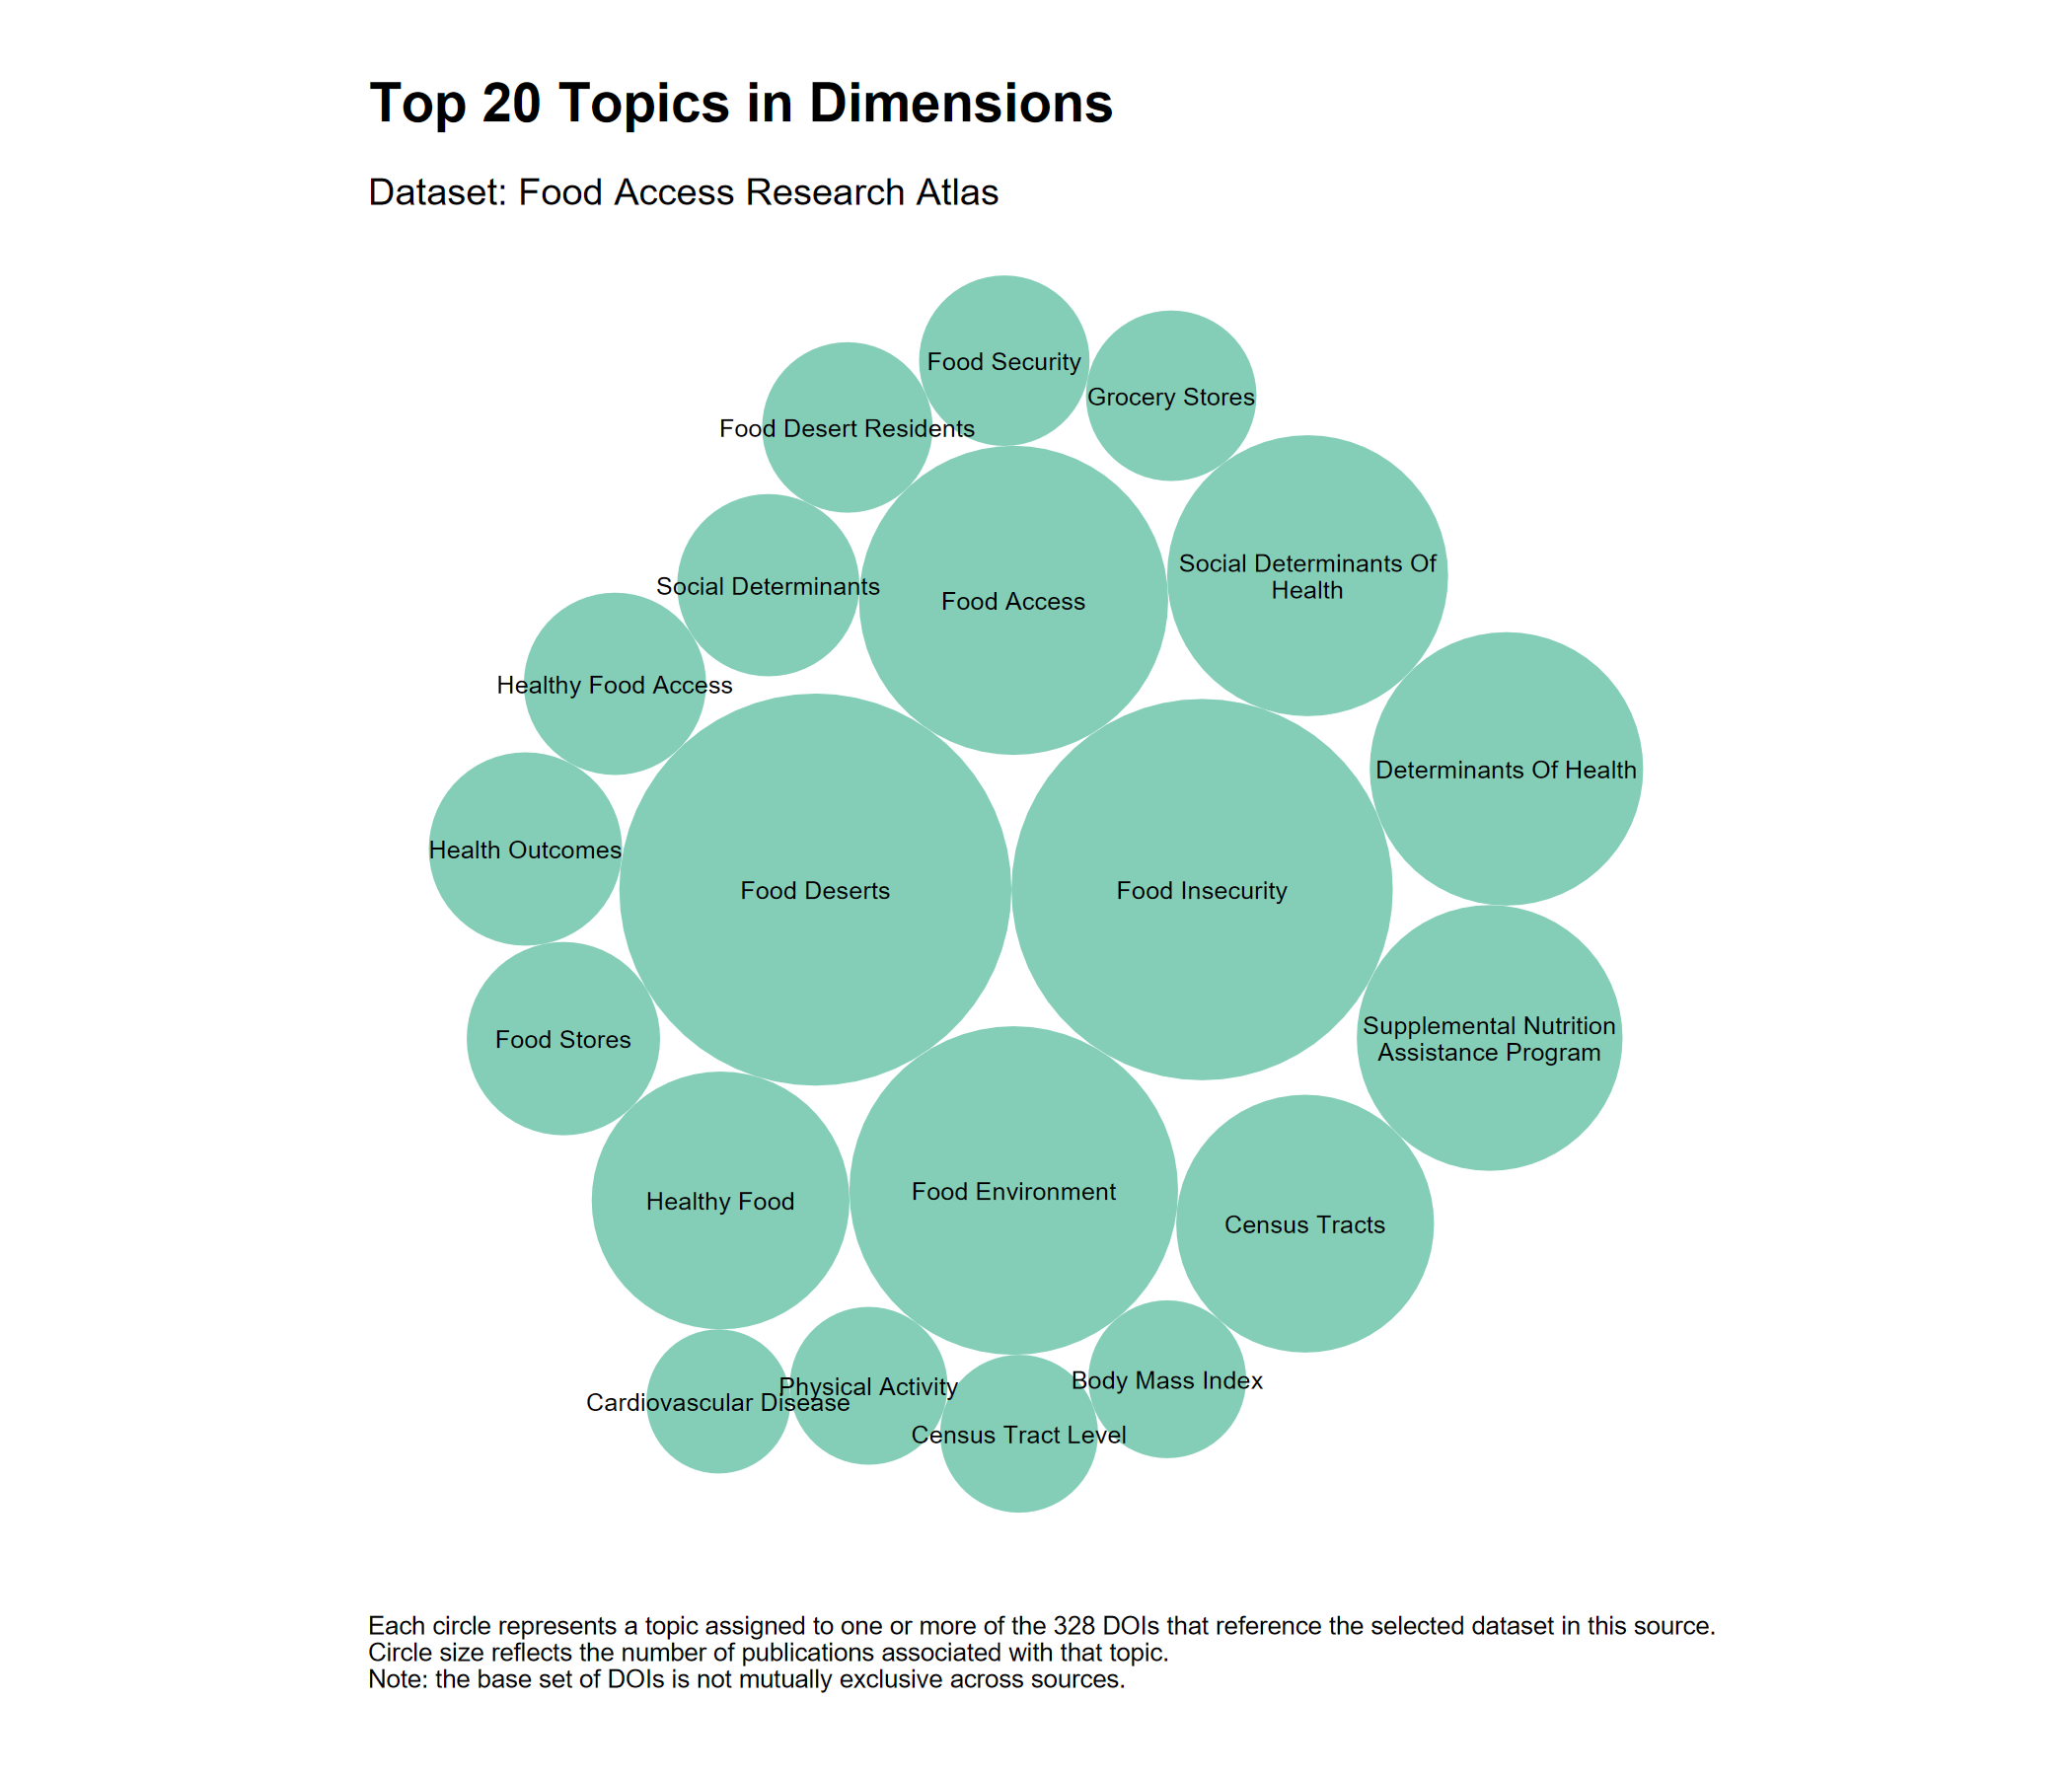 Top 20 Topics in Dimensions
Dataset: Food Access Research Atlas
Food Security
Grocery Stores
Food Desert Residents
Social Determinants Of
Health
Social Determinants
Food Access
Healthy Food Access
Determinants Of Health
Health Outcomes
Food Deserts
Food Insecurity
Supplemental Nutrition
Assistance Program
Food Stores
Healthy Food
Food Environment
Census Tracts
Body Mass Index
Physical Activity
Cardiovascular Disease
Census Tract Level
Each circle represents a topic assigned to one or more of the 328 DOIs that reference the selected dataset in this source.
Circle size reflects the number of publications associated with that topic.
Note: the base set of DOIs is not mutually exclusive across sources.